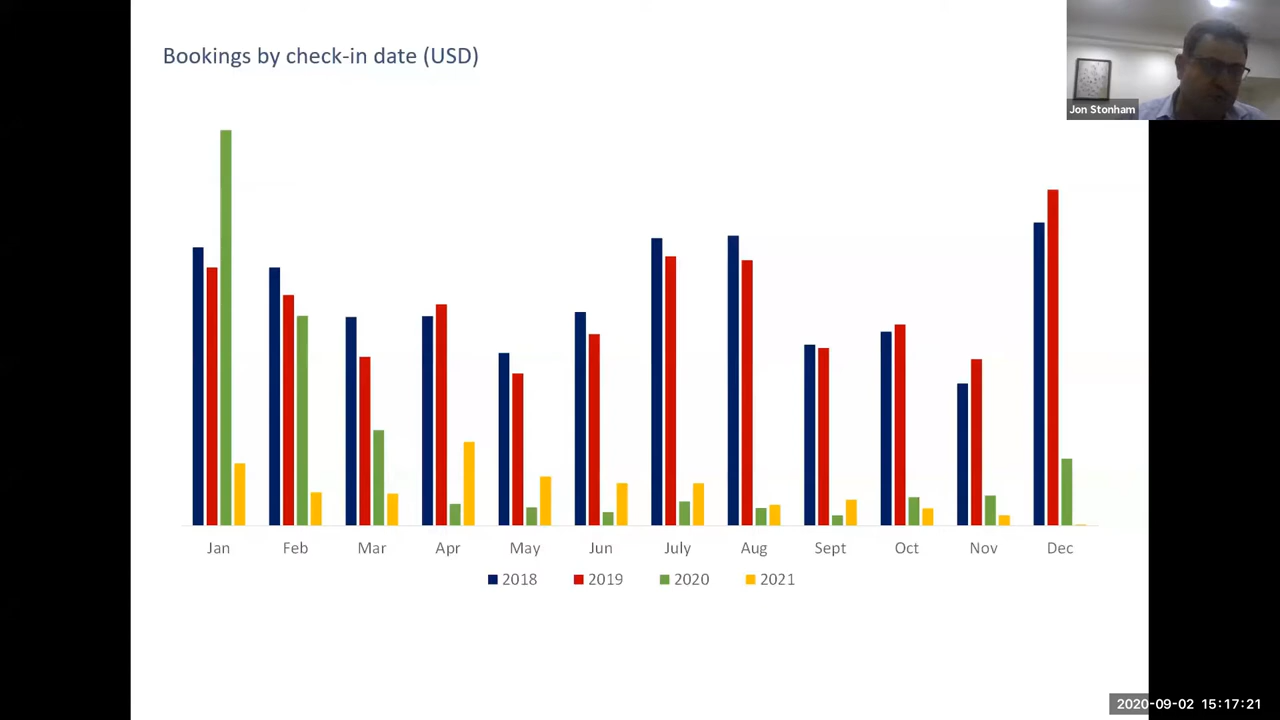 Bookings by check-in date (USD)
Jon Stonham
Jan Feb Mar Apr May Jun July Aug Sept Oct Nov Dec
2018 2019 2020 2021
2020-09-02 15:17:21